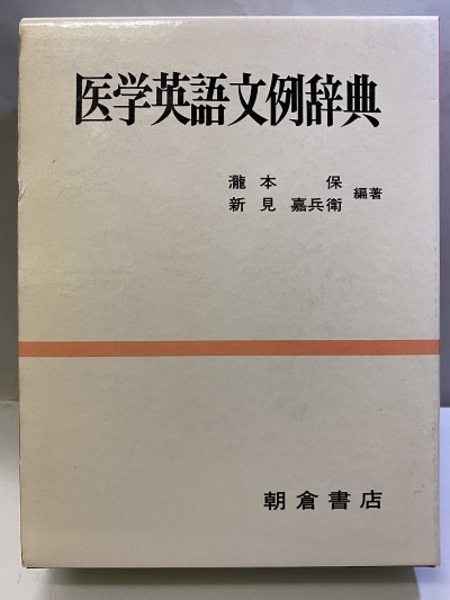 医学英語文例辞典
瀧本 保
新見 嘉兵衛
編著
朝倉書店